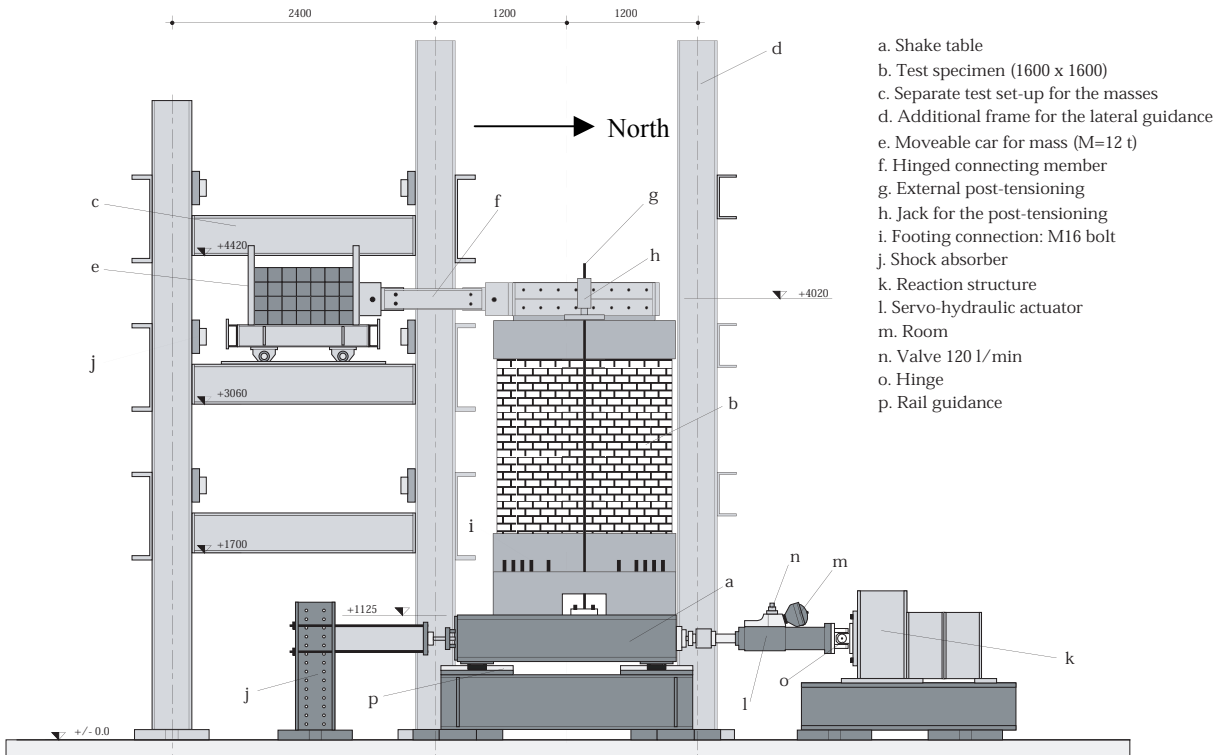 2400
1200
1200
d
North
c
+4420
f
g
h
e
+4020
j
+3060
b
i
+1700
n
m
a
+1125
k
j
p
o
l
+/- 0.0
a. Shake table
b. Test specimen (1600 x 1600)
c. Separate test set-up for the masses
d. Additional frame for the lateral guidance
e. Moveable car for mass (M=12 t)
f. Hinged connecting member
g. External post-tensioning
h. Jack for the post-tensioning
i. Footing connection: M16 bolt
j. Shock absorber
k. Reaction structure
l. Servo-hydraulic actuator
m. Room
n. Valve 120 l/min
o. Hinge
p. Rail guidance